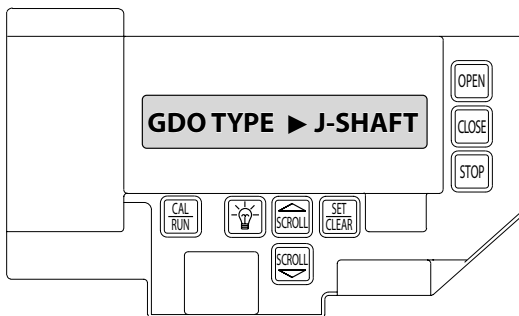 GDO TYPE ► J-SHAFT
OPEN
CLOSE
STOP
CAL
RUN
SCROLL
SET
CLEAR
SCROLL